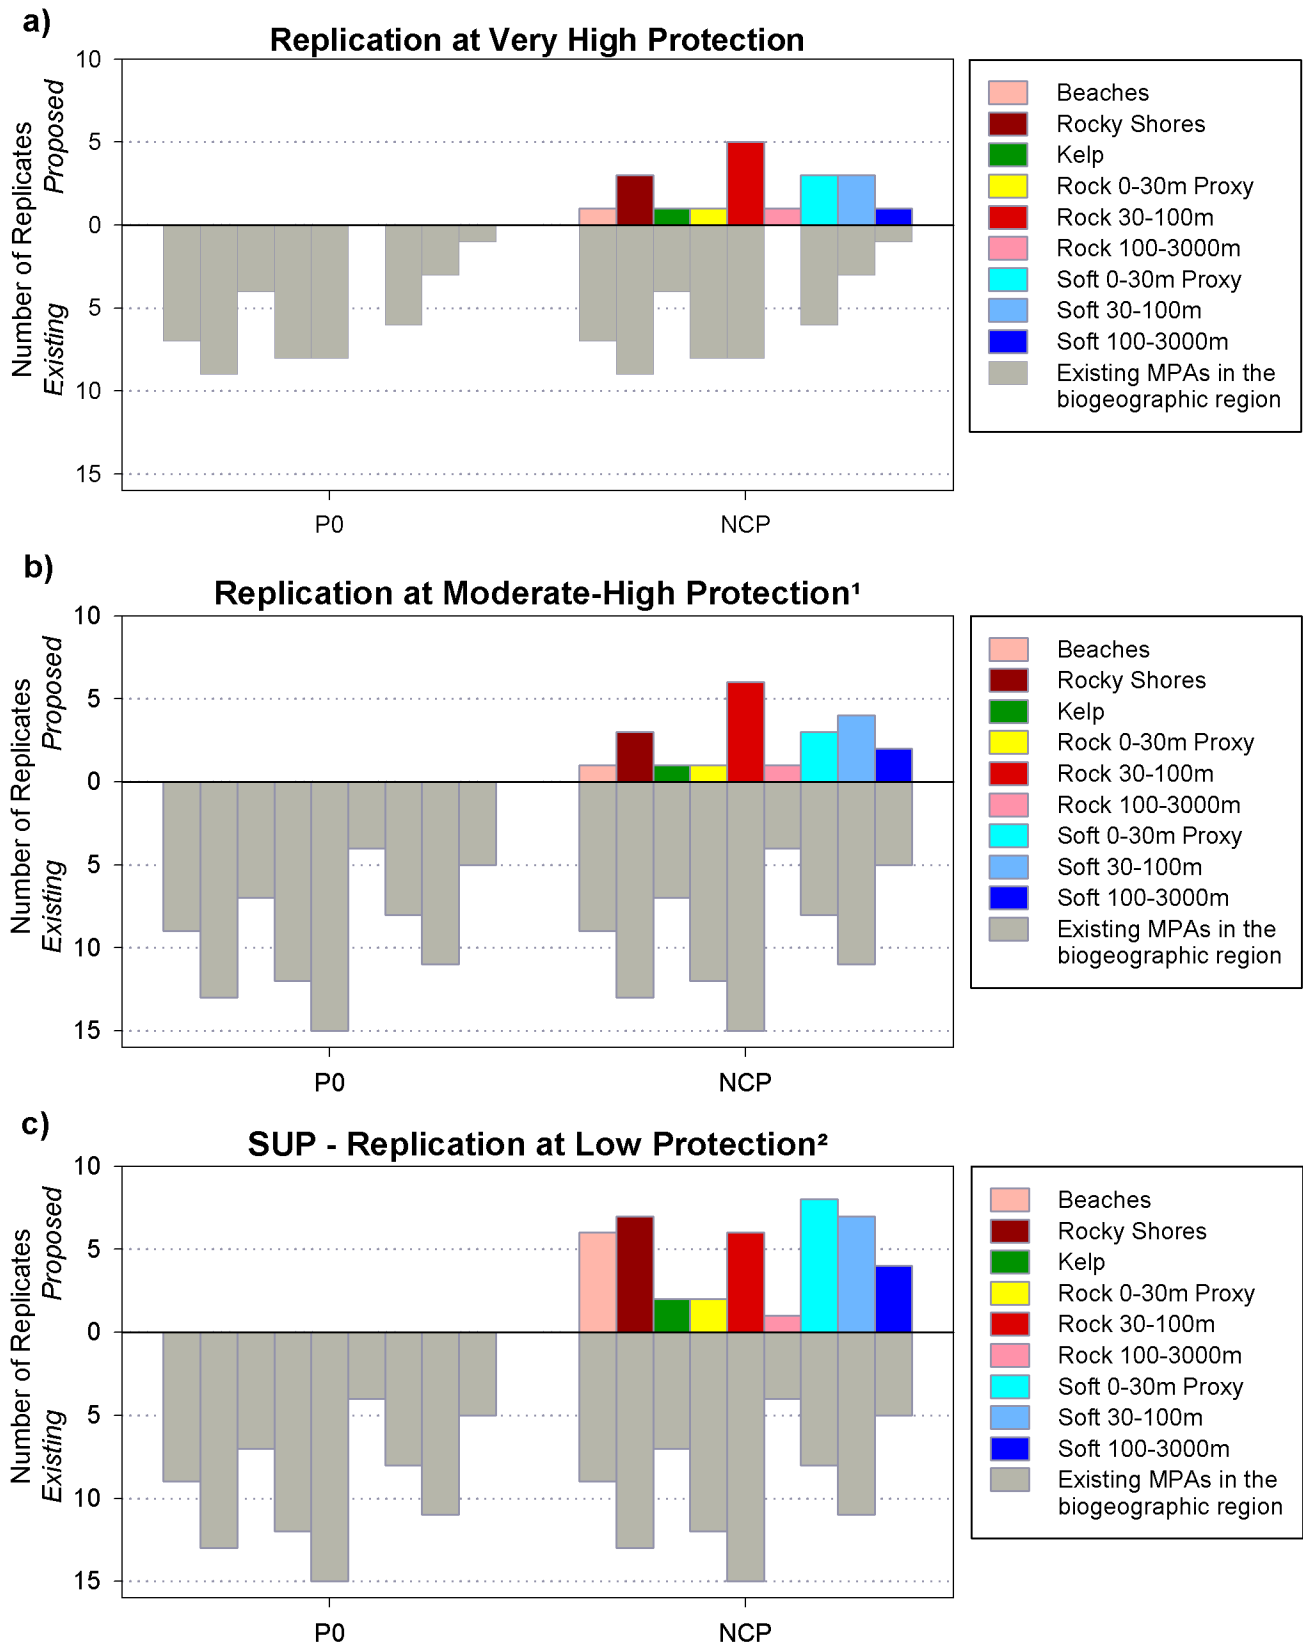 a)
Replication at Very High Protection
Number of Replicates
Existing Proposed
10
5
0
5
10
15
P0 NCP
Beaches
Rocky Shores
Kelp
Rock 0-30m Proxy
Rock 30-100m
Rock 100-3000m
Soft 0-30m Proxy
Soft 30-100m
Soft 100-3000m
Existing MPAs in the
biogeographic region
b)
Replication at Moderate-High Protection¹
Number of Replicates
Existing Proposed
10
5
0
5
10
15
P0 NCP
Beaches
Rocky Shores
Kelp
Rock 0-30m Proxy
Rock 30-100m
Rock 100-3000m
Soft 0-30m Proxy
Soft 30-100m
Soft 100-3000m
Existing MPAs in the
biogeographic region
c)
SUP - Replication at Low Protection²
Number of Replicates
Existing Proposed
10
5
0
5
10
15
P0 NCP
Beaches
Rocky Shores
Kelp
Rock 0-30m Proxy
Rock 30-100m
Rock 100-3000m
Soft 0-30m Proxy
Soft 30-100m
Soft 100-3000m
Existing MPAs in the
biogeographic region